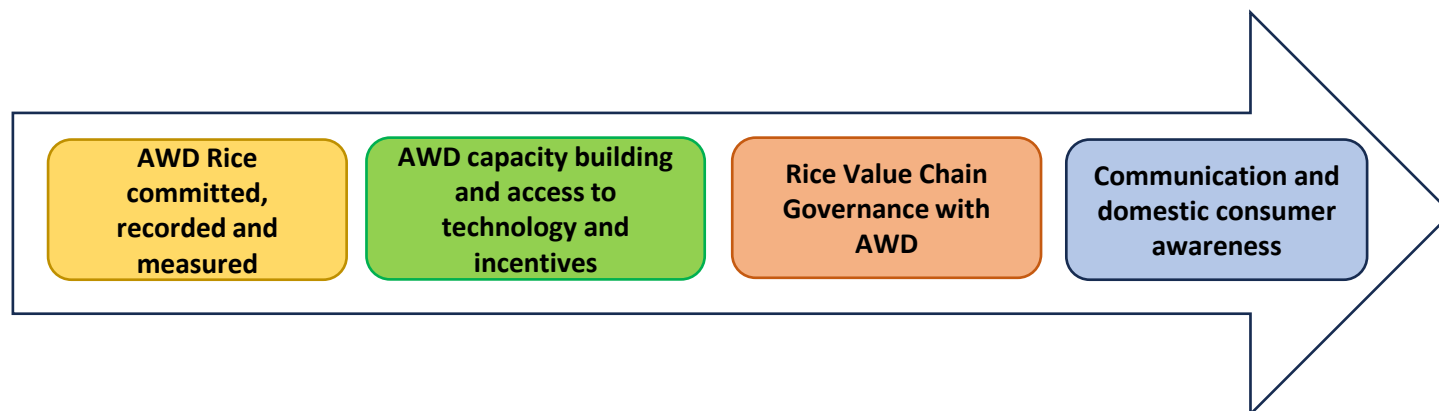 AWD Rice
committed,
recorded and
measured
AWD capacity building
and access to
technology and
incentives
Rice Value Chain
Governance with
AWD
Communication and
domestic consumer
awareness